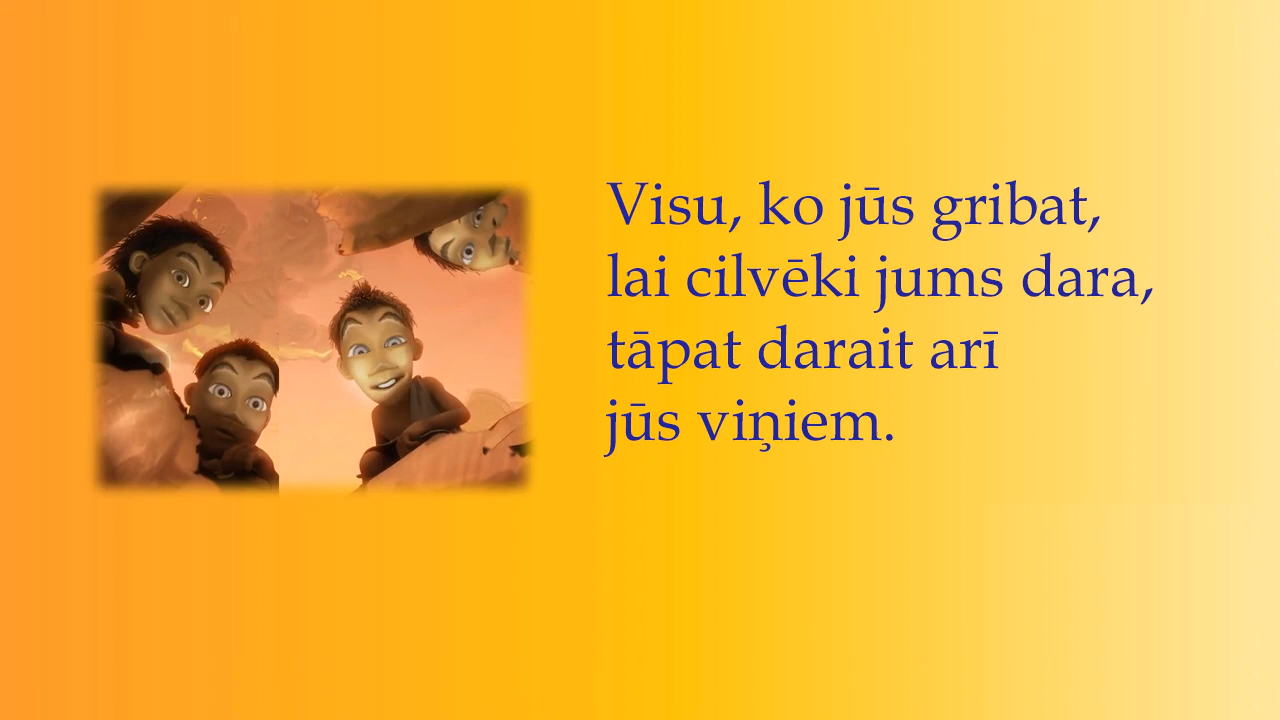 Visu, ko jūs gribat,
lai cilvēki jums dara,
tāpat darait arī
jūs viņiem.